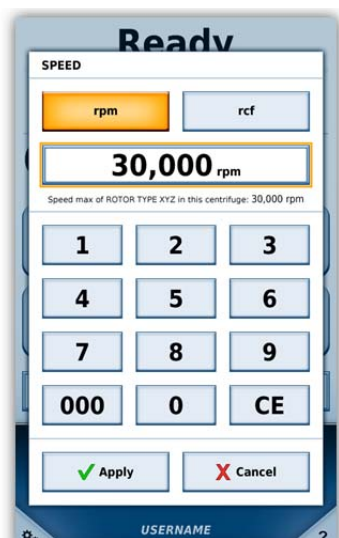 Ready
SPEED
rpm rcf
30,000 rpm
Speed max of ROTOR TYPE XYZ in this centrifuge: 30,000 rpm
1 2 3
4 5 6
7 8 9
000 0 CE
Apply Cancel
USERNAME
?